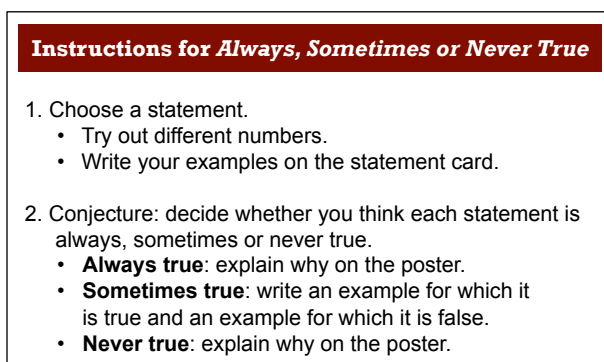 Instructions for Always, Sometimes or Never True
1. Choose a statement.
• Try out different numbers.
• Write your examples on the statement card.
2. Conjecture: decide whether you think each statement is
always, sometimes or never true.
• Always true: explain why on the poster.
• Sometimes true: write an example for which it
is true and an example for which it is false.
• Never true: explain why on the poster.